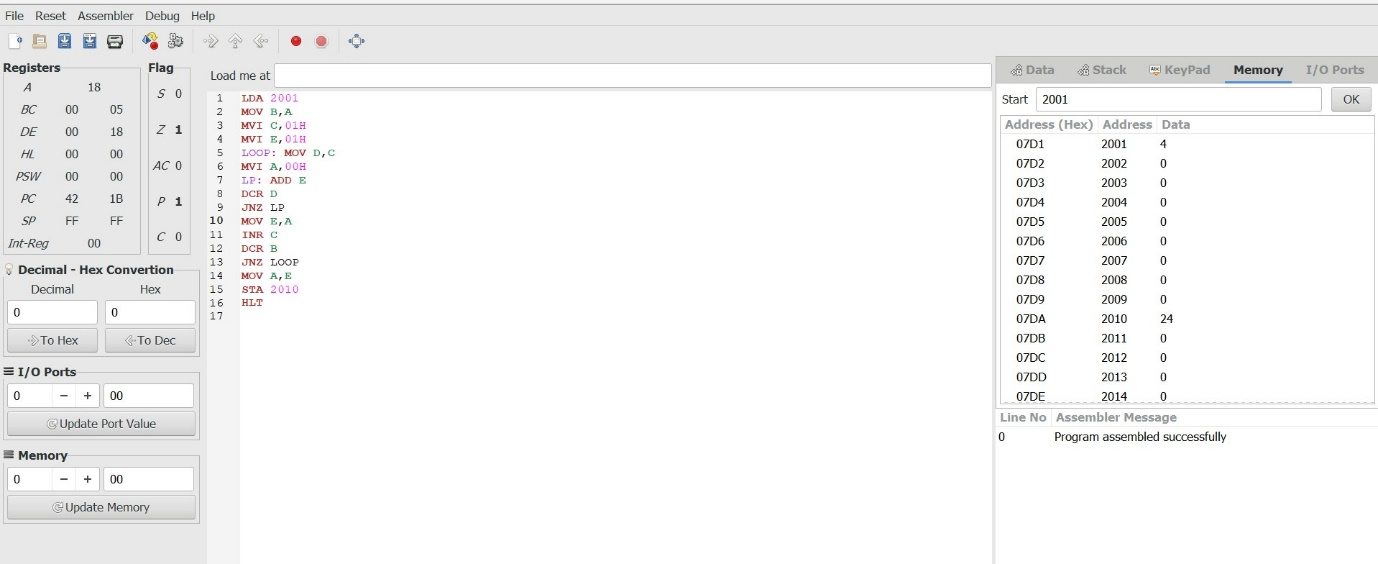 File Reset Assembler Debug Help
Registers
A 18
BC 00 05
DE 00 18
HL 00 00
PSW 00 00
PC 42 1B
SP FF FF
Int-Reg 00
Flag
S 0
Z 1
AC 0
P 1
C 0
Decimal - Hex Convertion
Decimal Hex
0 0
To Hex To Dec
I/O Ports
0 − + 00
Update Port Value
Memory
0 − + 00
Update Memory
Load me at
1 LDA 2001
2 MOV B,A
3 MVI C,01H
4 MVI E,01H
5 LOOP: MOV D,C
6 MVI A,00H
7 LP: ADD E
8 DCR D
9 JNZ LP
10 MOV E,A
11 INR C
12 DCR B
13 JNZ LOOP
14 MOV A,E
15 STA 2010
16 HLT
17
Data Stack KeyPad Memory I/O Ports
Start 2001 OK
Address (Hex) Address Data
07D1 2001 4
07D2 2002 0
07D3 2003 0
07D4 2004 0
07D5 2005 0
07D6 2006 0
07D7 2007 0
07D8 2008 0
07D9 2009 0
07DA 2010 24
07DB 2011 0
07DC 2012 0
07DD 2013 0
07DE 2014 0
Line No Assembler Message
0 Program assembled successfully